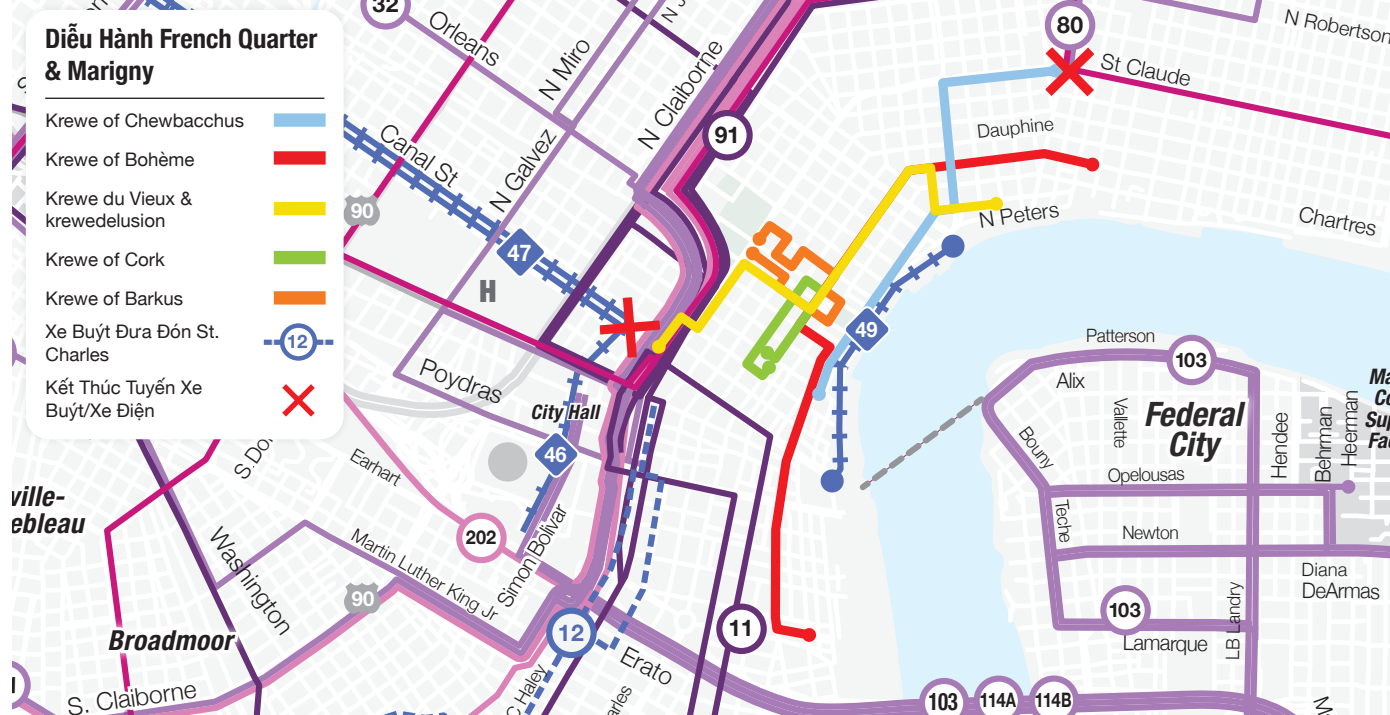 Diễu Hành French Quarter
& Marigny
Krewe of Chewbacchus
Krewe of Bohème
Krewe du Vieux &
krewedelusion
Krewe of Cork
Krewe of Barkus
Xe Buýt Đưa Đón St.
Charles
12
Kết Thúc Tuyến Xe
Buýt/Xe Điện
32
Orleans
N Miro
N Claiborne
91
80
St Claude
N Robertson
Dauphine
Canal St
N Galvez
90
47
H
N Peters
Chartres
49
Poydras
City Hall
46
Patterson
103
Alix
Vallette
Federal
City
Hendee
Behrman
Heerman
Bouny
Opelousas
Teche
Newton
Diana
DeArmas
103
Lamarque
LB Landry
Earhart
202
Simon Bolivar
Martin Luther King Jr
Washington
90
Broadmoor
S. Claiborne
12
11
Erato
103
114A
114B